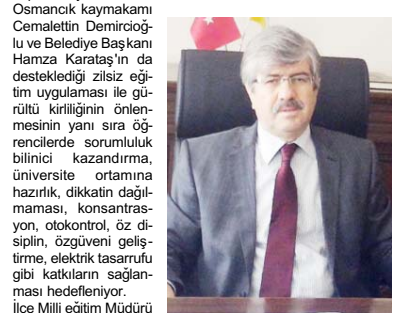 Osmancık kaymakamı
Cemalettin Demircioğ-
lu ve Belediye Başkanı
Hamza Karataş'ın da
desteklediği zilsiz eği-
tim uygulaması ile gü-
rültü kirliliğinin önlen-
mesinin yanı sıra öğ-
rencilerde sorumluluk
bilinici kazandırma,
üniversite ortamına
hazırlık, dikkatin dağıl-
maması, konsantras-
yon, otokontrol, öz di-
siplin, özgüveni geliş-
tirme, elektrik tasarrufu
gibi katkıların sağlan-
ması hedefleniyor.
İlçe Milli eğitim Müdürü